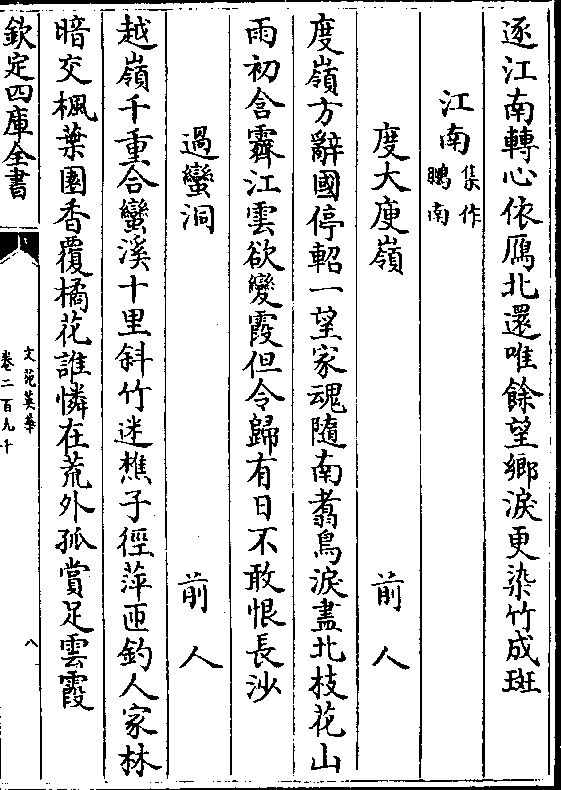 逐江南轉心依鴈北還唯餘望鄉淚更染竹成斑
江南集作鵬南
度大庾嶺 前人
度嶺方辭國停軺一望家魂隨南翥鳥淚盡北枝花山
雨初含霽江雲欲變霞但令歸有日不敢恨長沙
過蠻洞 前人
越嶺千重合蠻溪十里斜竹迷樵子徑萍匝釣人家林
暗交楓葉園香覆橘花誰憐在荒外孤賞足雲霞
欽定四庫全書
文苑英華
卷二百九十
八